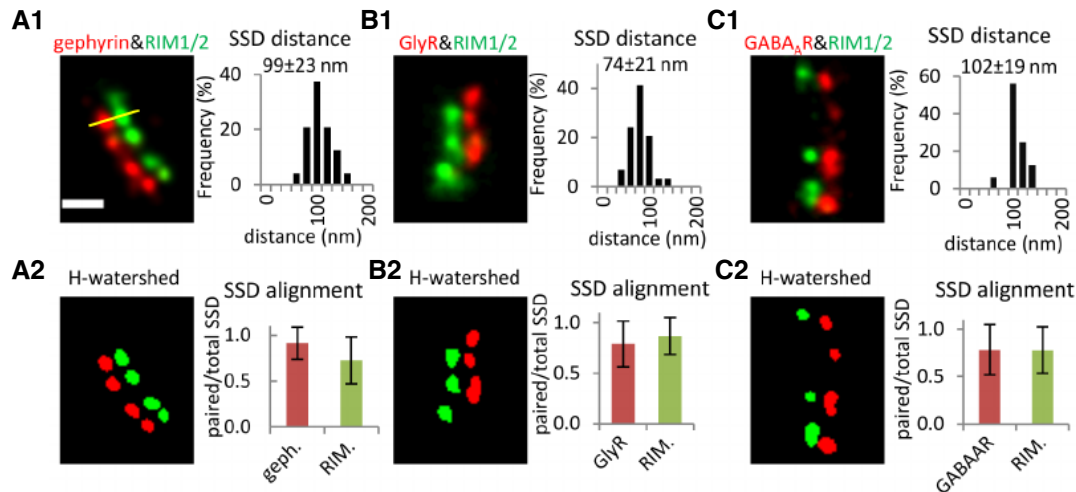 A1
gephyrin&RIM1/2
SSD distance
99±23 nm
Frequency (%)
40
20
0
0
100
200
distance (nm)
B1
GlyR&RIM1/2
SSD distance
74±21 nm
Frequency (%)
60
40
20
0
0
100
200
distance (nm)
C1
GABAAR&RIM1/2
SSD distance
102±19 nm
Frequency (%)
60
40
20
0
0
100
200
distance (nm)
A2
H-watershed
SSD alignment
paired/total SSD
1.0
0.5
0.0
geph.
RIM.
B2
H-watershed
SSD alignment
paired/total SSD
1.0
0.5
0.0
GlyR
RIM.
C2
H-watershed
SSD alignment
paired/total SSD
1.0
0.5
0.0
GABAAR
RIM.